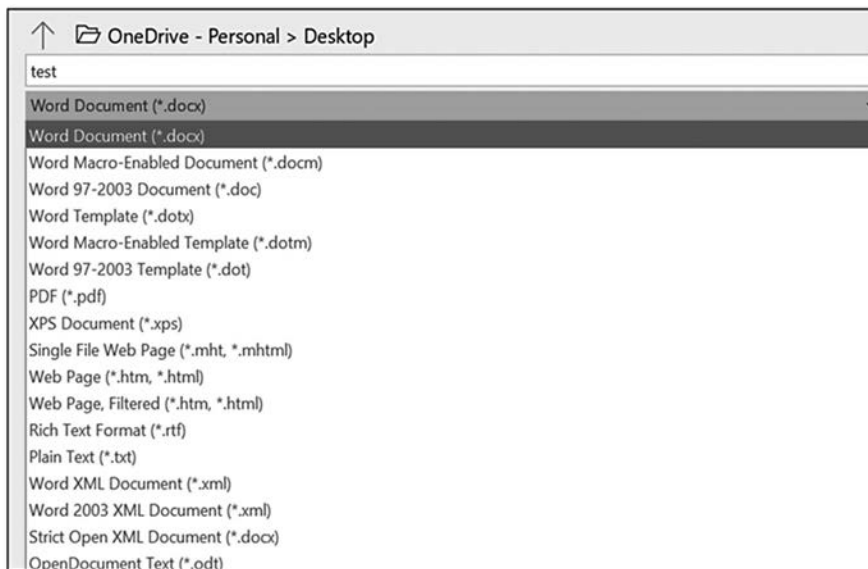 OneDrive - Personal > Desktop
test
Word Document (*.docx)
Word Document (*.docx)
Word Macro-Enabled Document (*.docm)
Word 97-2003 Document (*.doc)
Word Template (*.dotx)
Word Macro-Enabled Template (*.dotm)
Word 97-2003 Template (*.dot)
PDF (*.pdf)
XPS Document (*.xps)
Single File Web Page (*.mht, *.mhtml)
Web Page (*.htm, *.html)
Web Page, Filtered (*.htm, *.html)
Rich Text Format (*.rtf)
Plain Text (*.txt)
Word XML Document (*.xml)
Word 2003 XML Document (*.xml)
Strict Open XML Document (*.docx)
OpenDocument Text (*.odt)